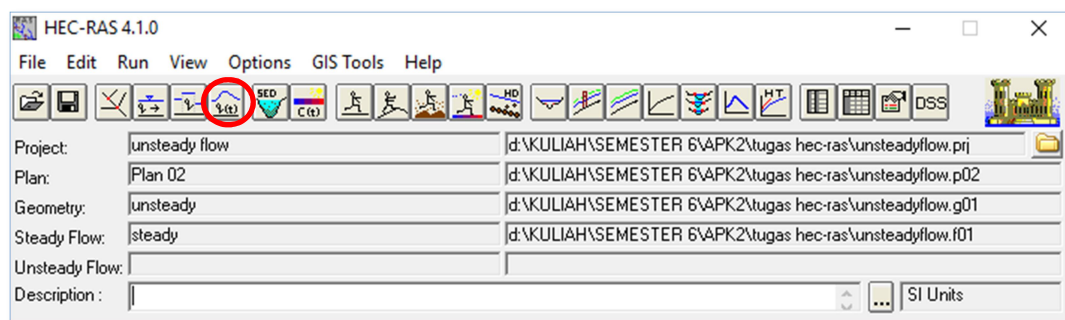 HEC-RAS 4.1.0
File Edit Run View Options GIS Tools Help
q(t) SED C(t) HD HT DSS
Project: unsteady flow d:\KULIAH\SEMESTER 6\APK2\tugas hec-ras\unsteadyflow.prj
Plan: Plan 02 d:\KULIAH\SEMESTER 6\APK2\tugas hec-ras\unsteadyflow.p02
Geometry: unsteady d:\KULIAH\SEMESTER 6\APK2\tugas hec-ras\unsteadyflow.g01
Steady Flow: steady d:\KULIAH\SEMESTER 6\APK2\tugas hec-ras\unsteadyflow.f01
Unsteady Flow:
Description : ... SI Units